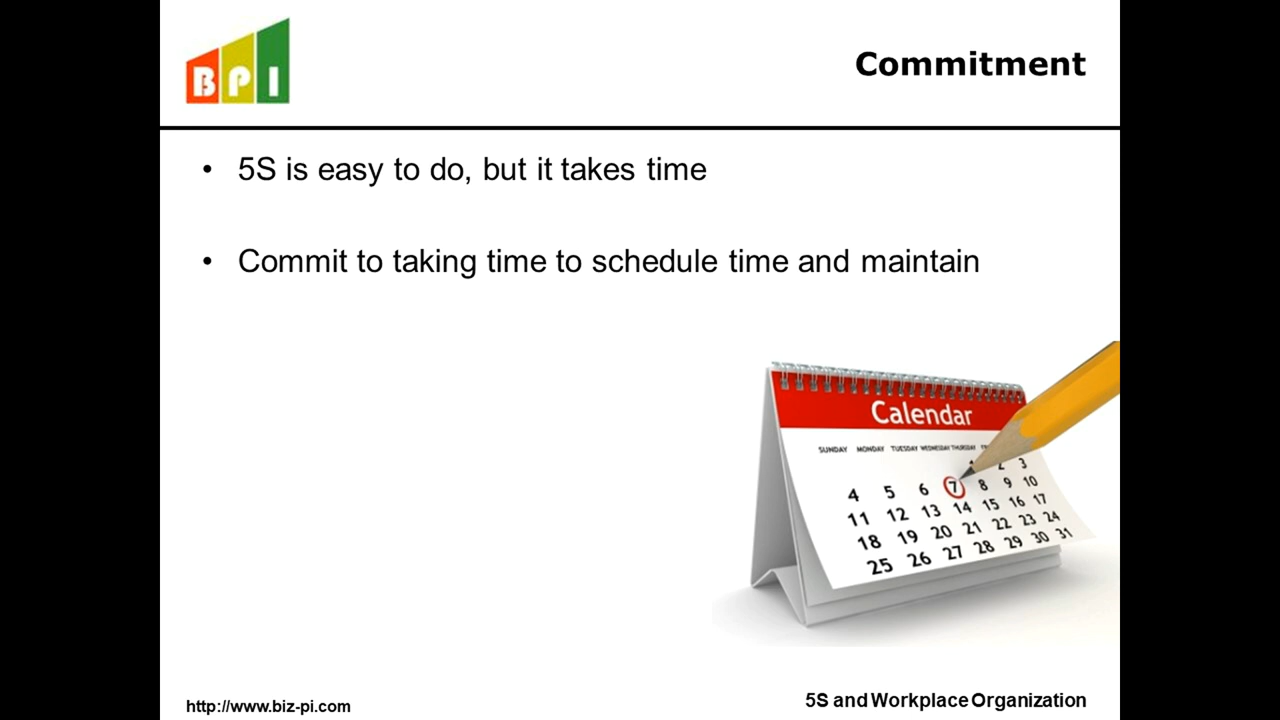 BPI
Commitment
• 5S is easy to do, but it takes time
• Commit to taking time to schedule time and maintain
Calendar
SUNDAY MONDAY TUESDAY WEDNESDAY THURSDAY
1 2 3
4 5 6 7 8 9 10
11 12 13 14 15 16 17
18 19 20 21 22 23 24
25 26 27 28 29 30 31
http://www.biz-pi.com
5S and Workplace Organization